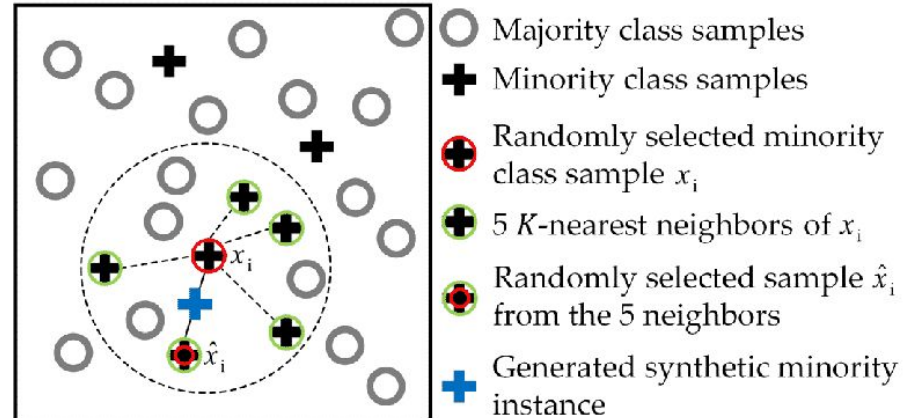 Majority class samples
Minority class samples
Randomly selected minority
class sample xᵢ
5 K-nearest neighbors of xᵢ
Randomly selected sample x̂ᵢ
from the 5 neighbors
Generated synthetic minority
instance
xᵢ
x̂ᵢ